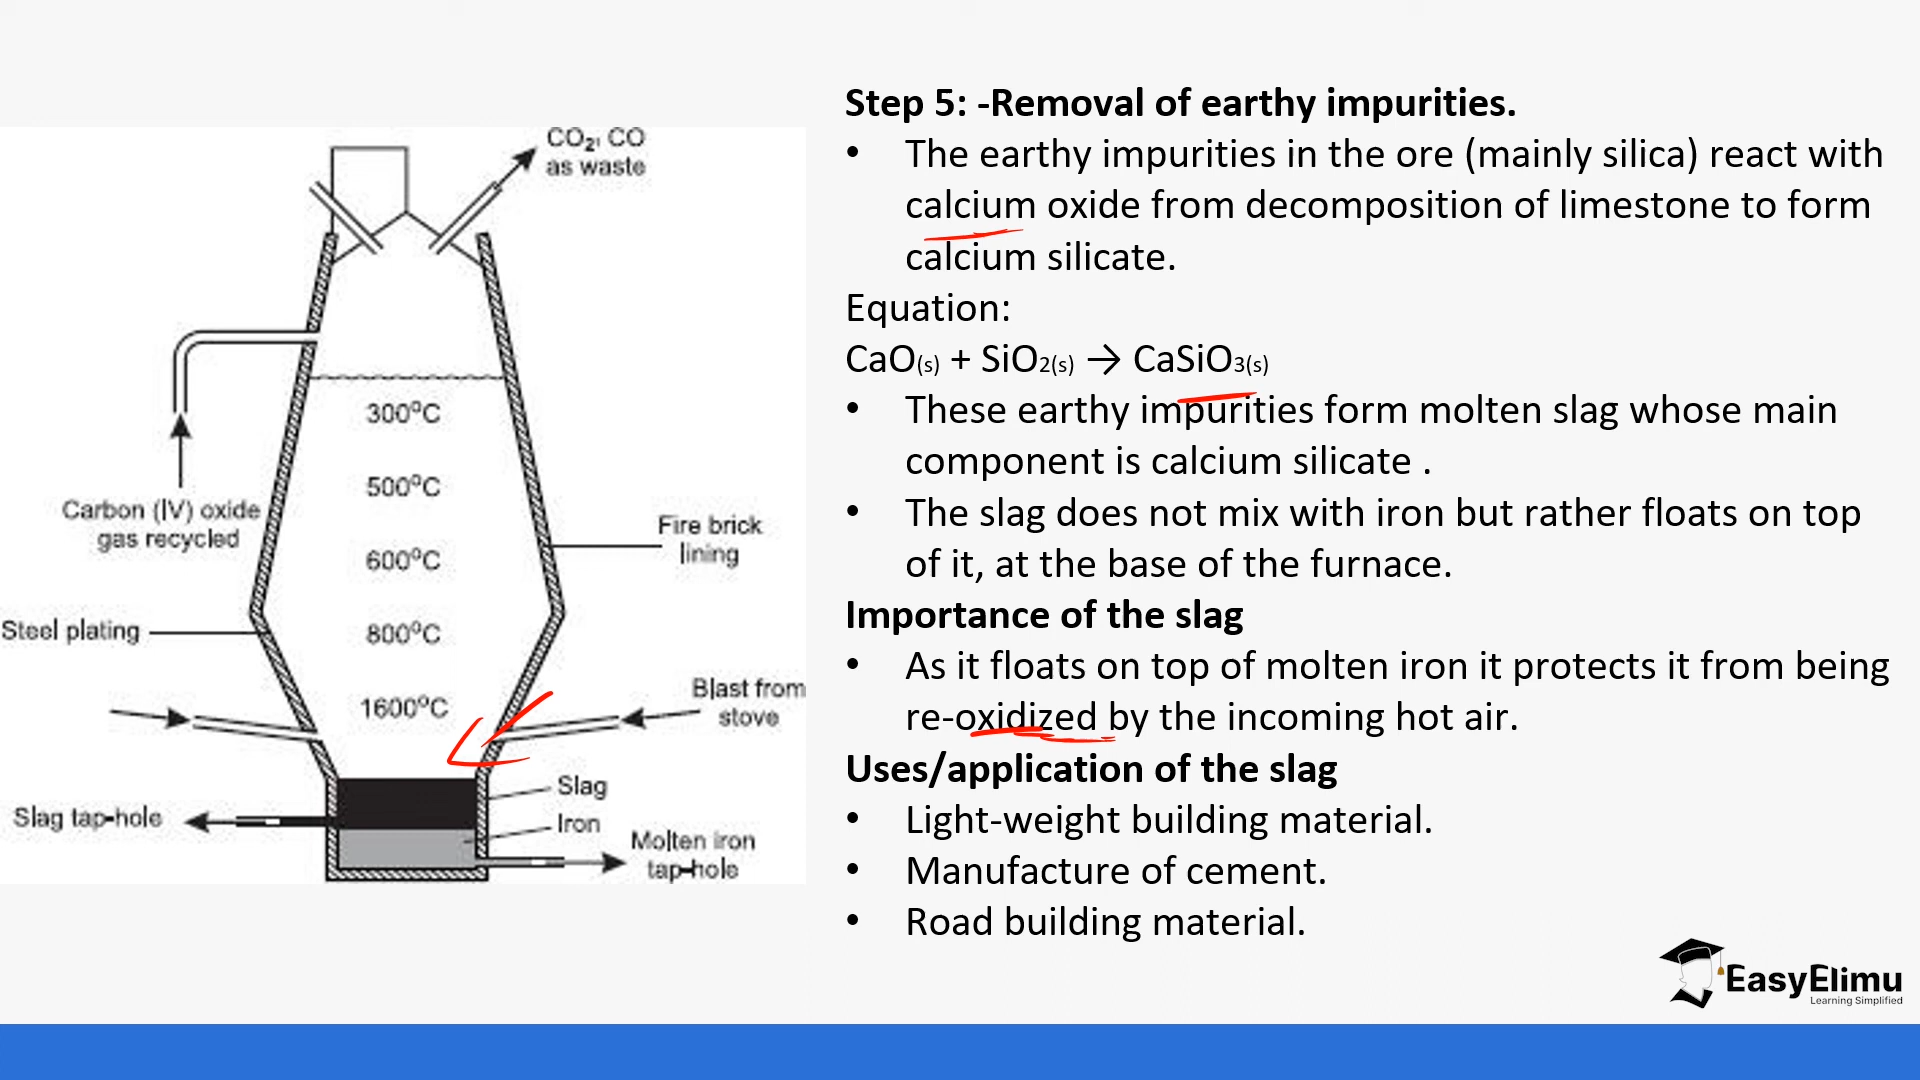 CO2, CO
as waste
Carbon (IV) oxide
gas recycled
300⁰C
500⁰C
600⁰C
800⁰C
1600⁰C
Fire brick
lining
Steel plating
Blast from
stove
Slag
Iron
Slag tap-hole
Molten iron
tap-hole
Step 5: -Removal of earthy impurities.
• The earthy impurities in the ore (mainly silica) react with
calcium oxide from decomposition of limestone to form
calcium silicate.
Equation:
CaO(s) + SiO2(s) → CaSiO3(s)
• These earthy impurities form molten slag whose main
component is calcium silicate .
• The slag does not mix with iron but rather floats on top
of it, at the base of the furnace.
Importance of the slag
• As it floats on top of molten iron it protects it from being
re-oxidized by the incoming hot air.
Uses/application of the slag
• Light-weight building material.
• Manufacture of cement.
• Road building material.
EasyElimu
Learning Simplified